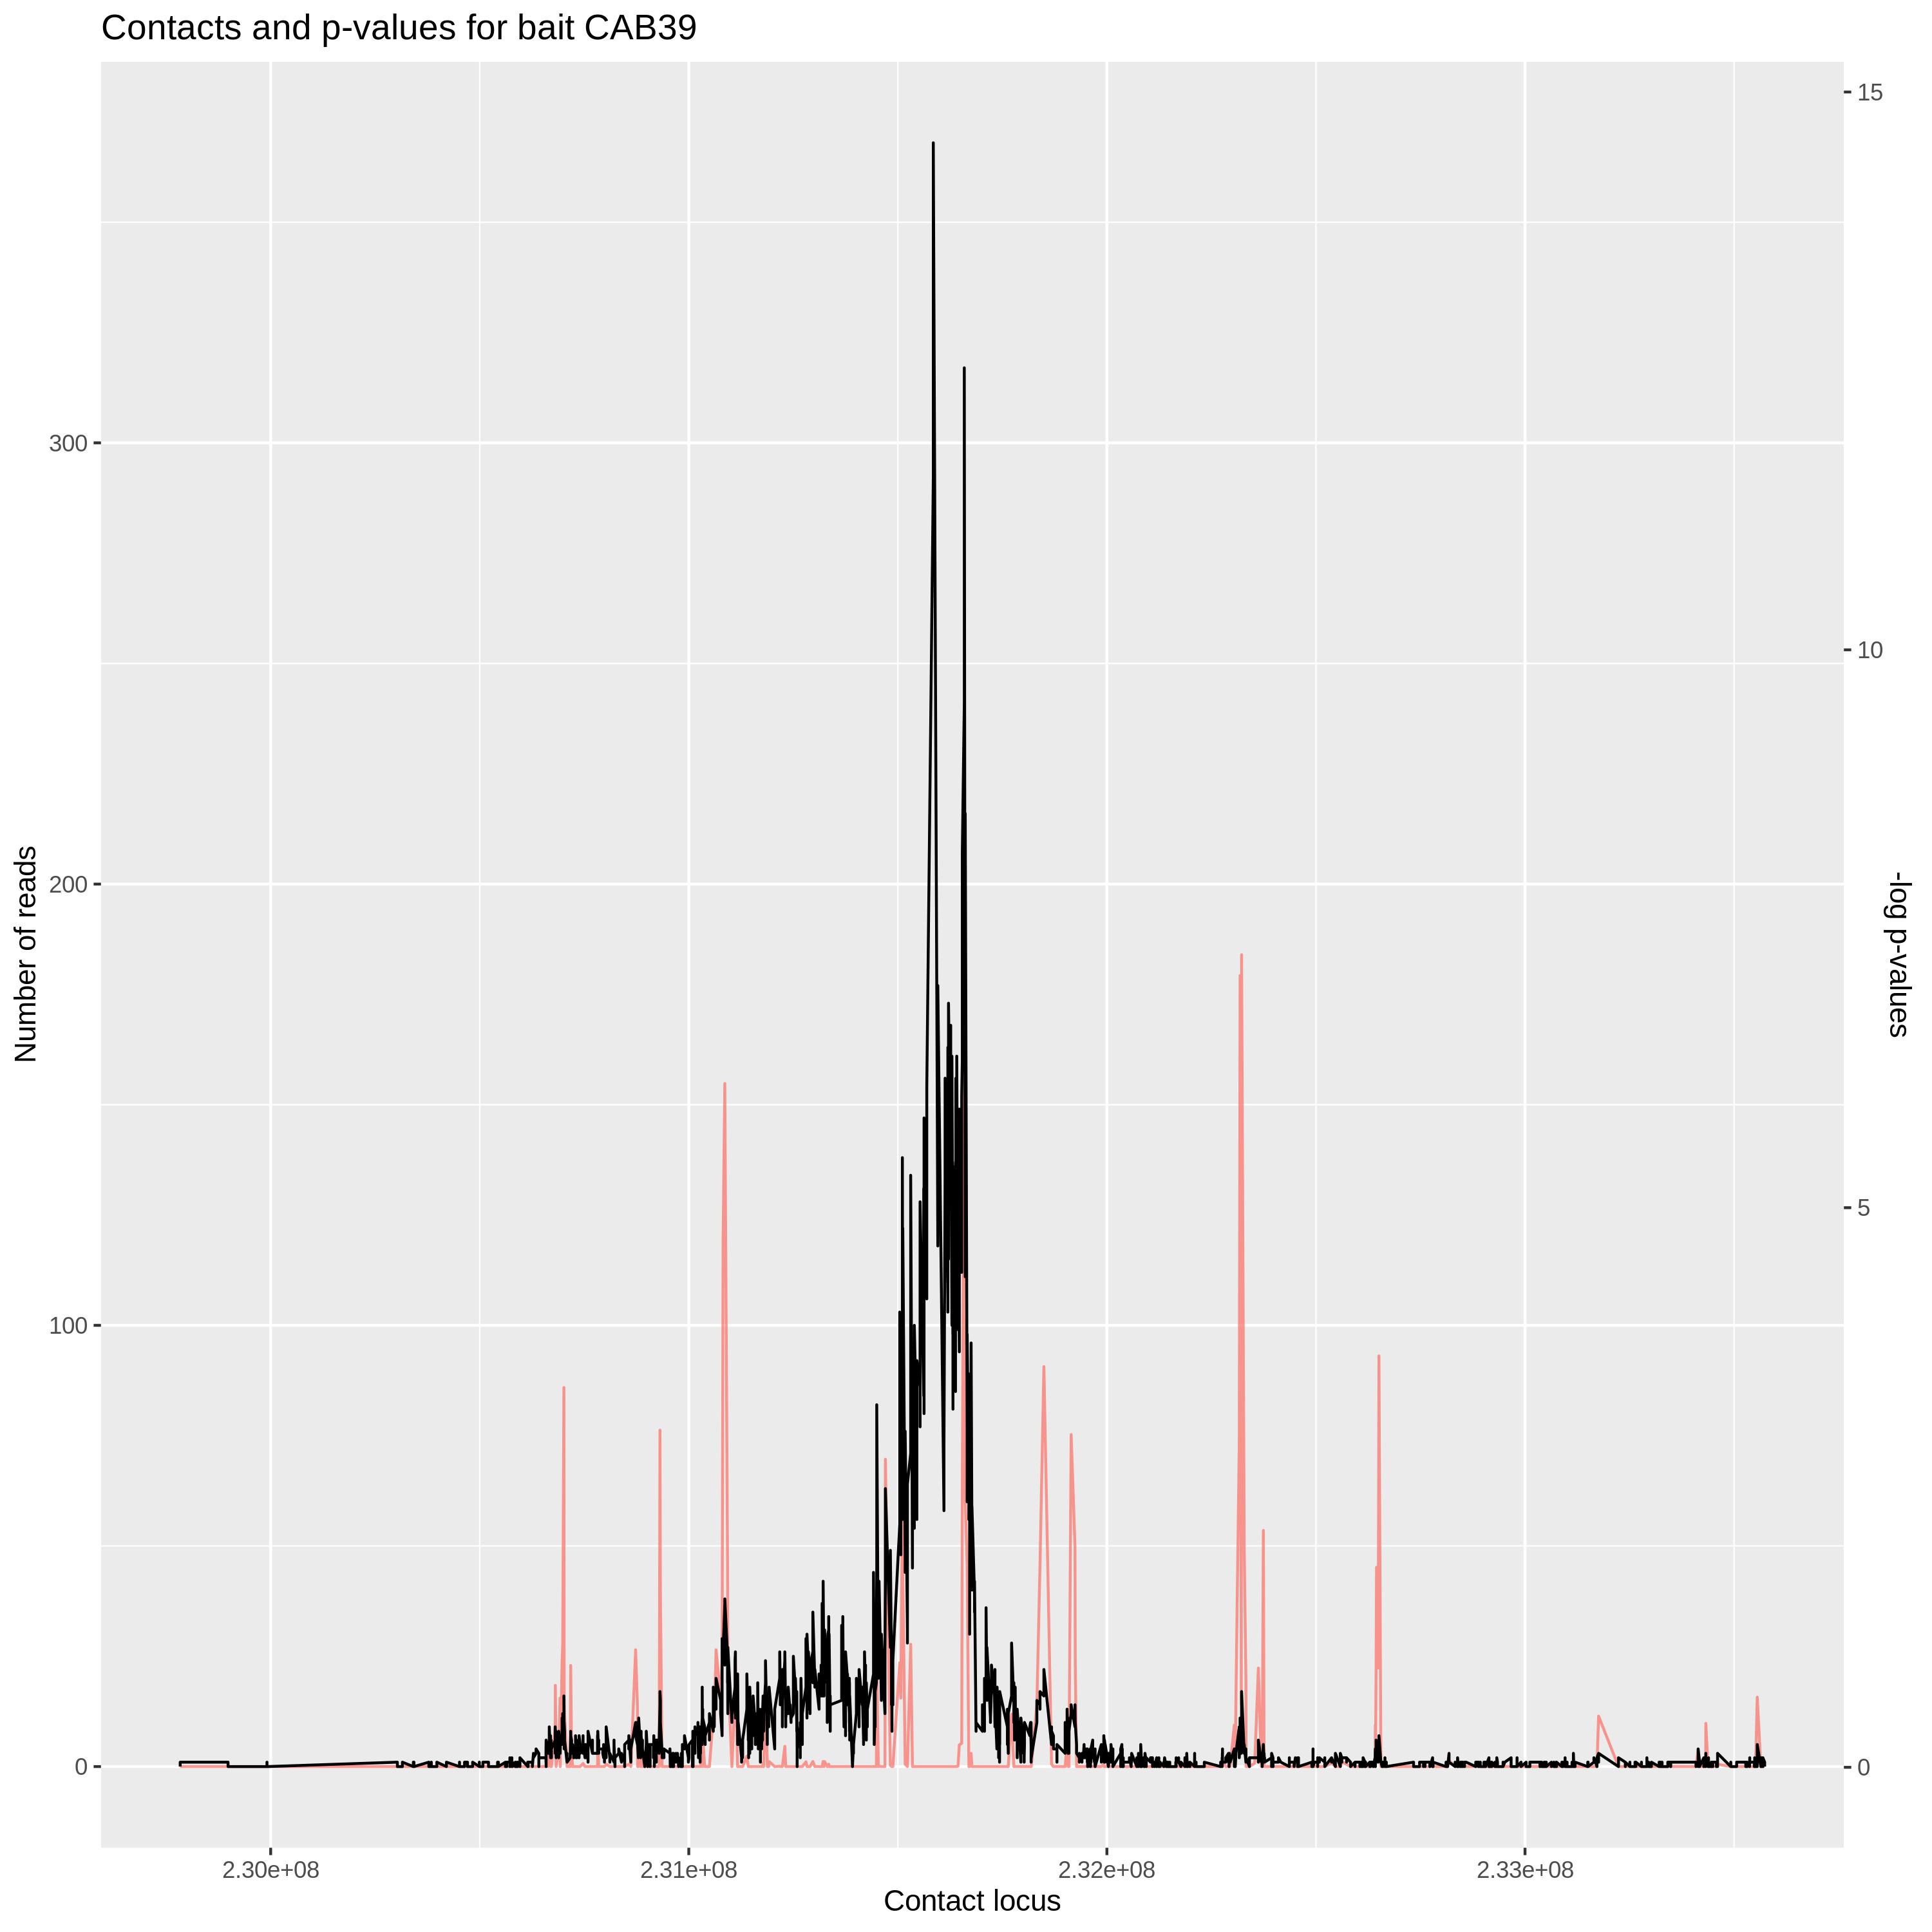 Contacts and p-values for bait CAB39
15
300
10
200
Number of reads
-log p-values
5
100
0
0
2.30e+08
2.31e+08
2.32e+08
2.33e+08
Contact locus